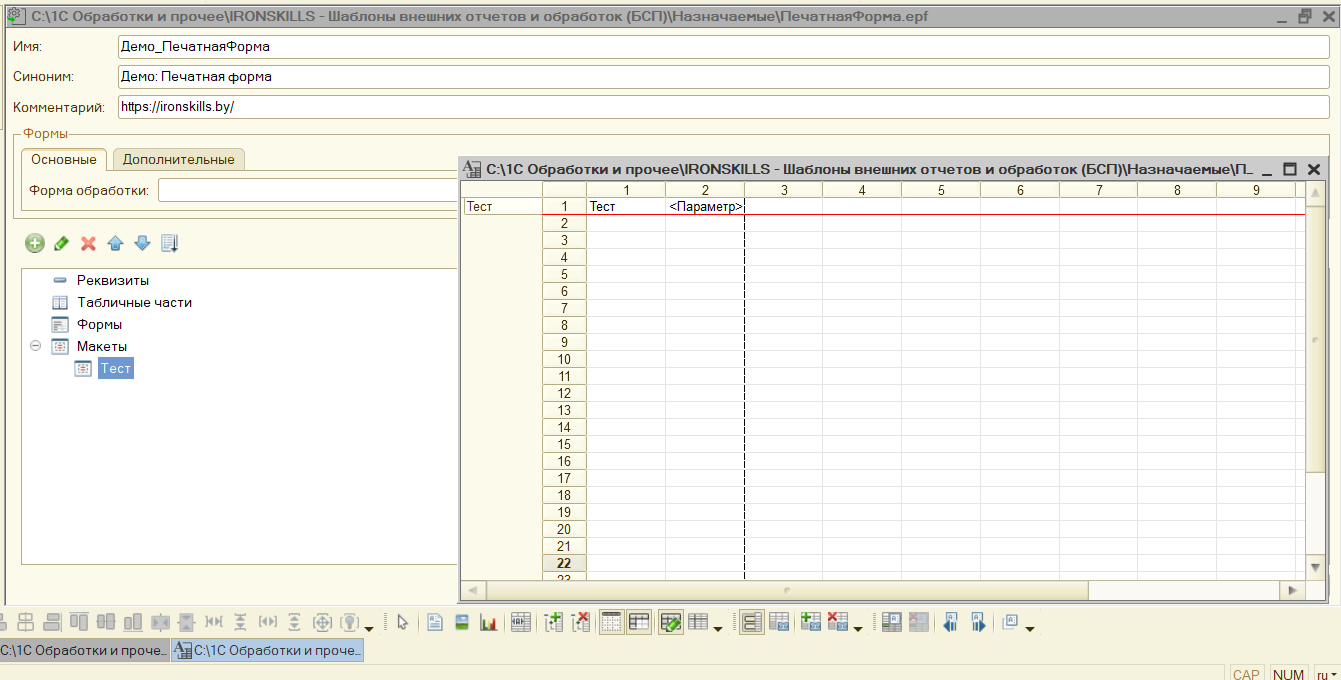 C:\1С Обработки и прочее\IRONSKILLS - Шаблоны внешних отчетов и обработок (БСП)\Назначаемые\ПечатнаяФорма.epf
Имя: Демо_ПечатнаяФорма
Синоним: Демо: Печатная форма
Комментарий: https://ironskills.by/
Формы
Основные Дополнительные
Форма обработки:
Реквизиты
Табличные части
Формы
Макеты
Тест
C:\1С Обработки и прочее\IRONSKILLS - Шаблоны внешних отчетов и обработок (БСП)\Назначаемые\П...
1 2 3 4 5 6 7 8 9
Тест 1 Тест <Параметр>
2
3
4
5
6
7
8
9
10
11
12
13
14
15
16
17
18
19
20
21
22
23
C:\1С Обработки и проче... C:\1С Обработки и проче...
CAP NUM ru